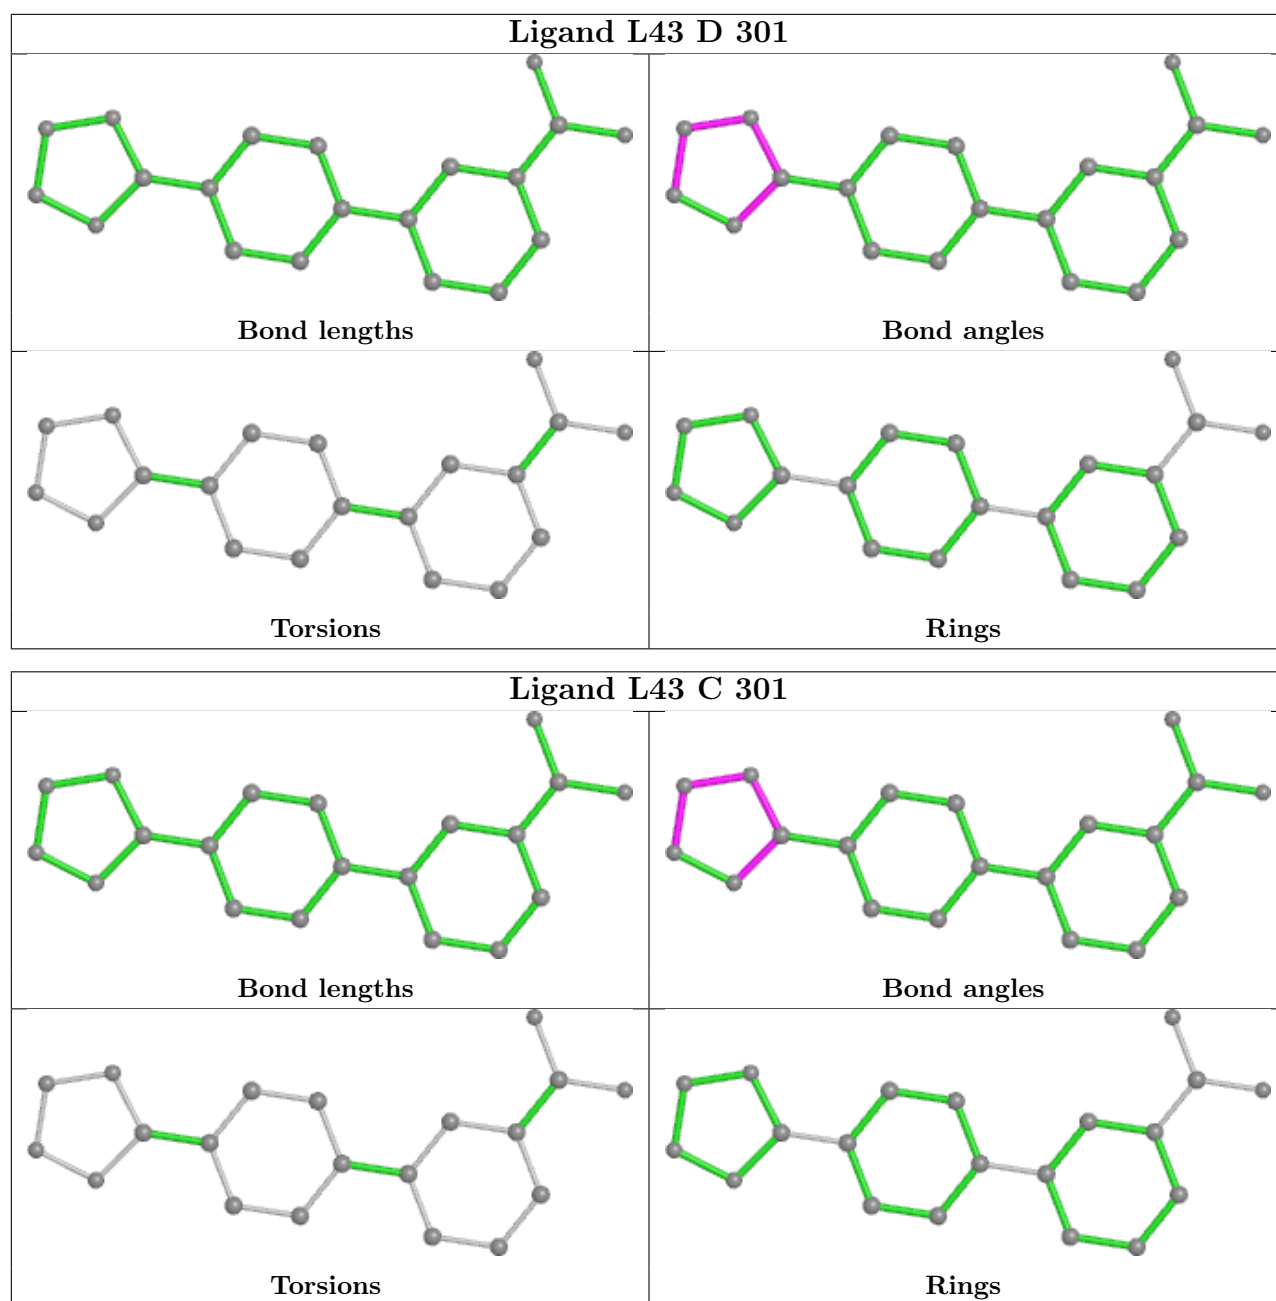 Ligand L43 D 301
Bond lengths
Bond angles
Torsions
Rings
Ligand L43 C 301
Bond lengths
Bond angles
Torsions
Rings